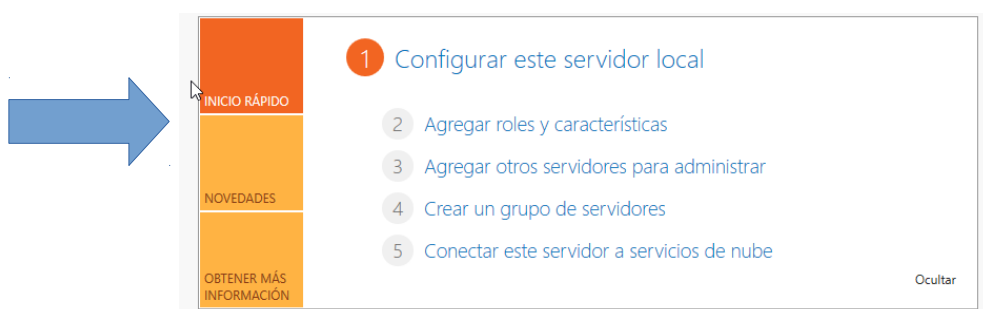 INICIO RÁPIDO
NOVEDADES
OBTENER MÁS
INFORMACIÓN
1 Configurar este servidor local
2 Agregar roles y características
3 Agregar otros servidores para administrar
4 Crear un grupo de servidores
5 Conectar este servidor a servicios de nube
Ocultar